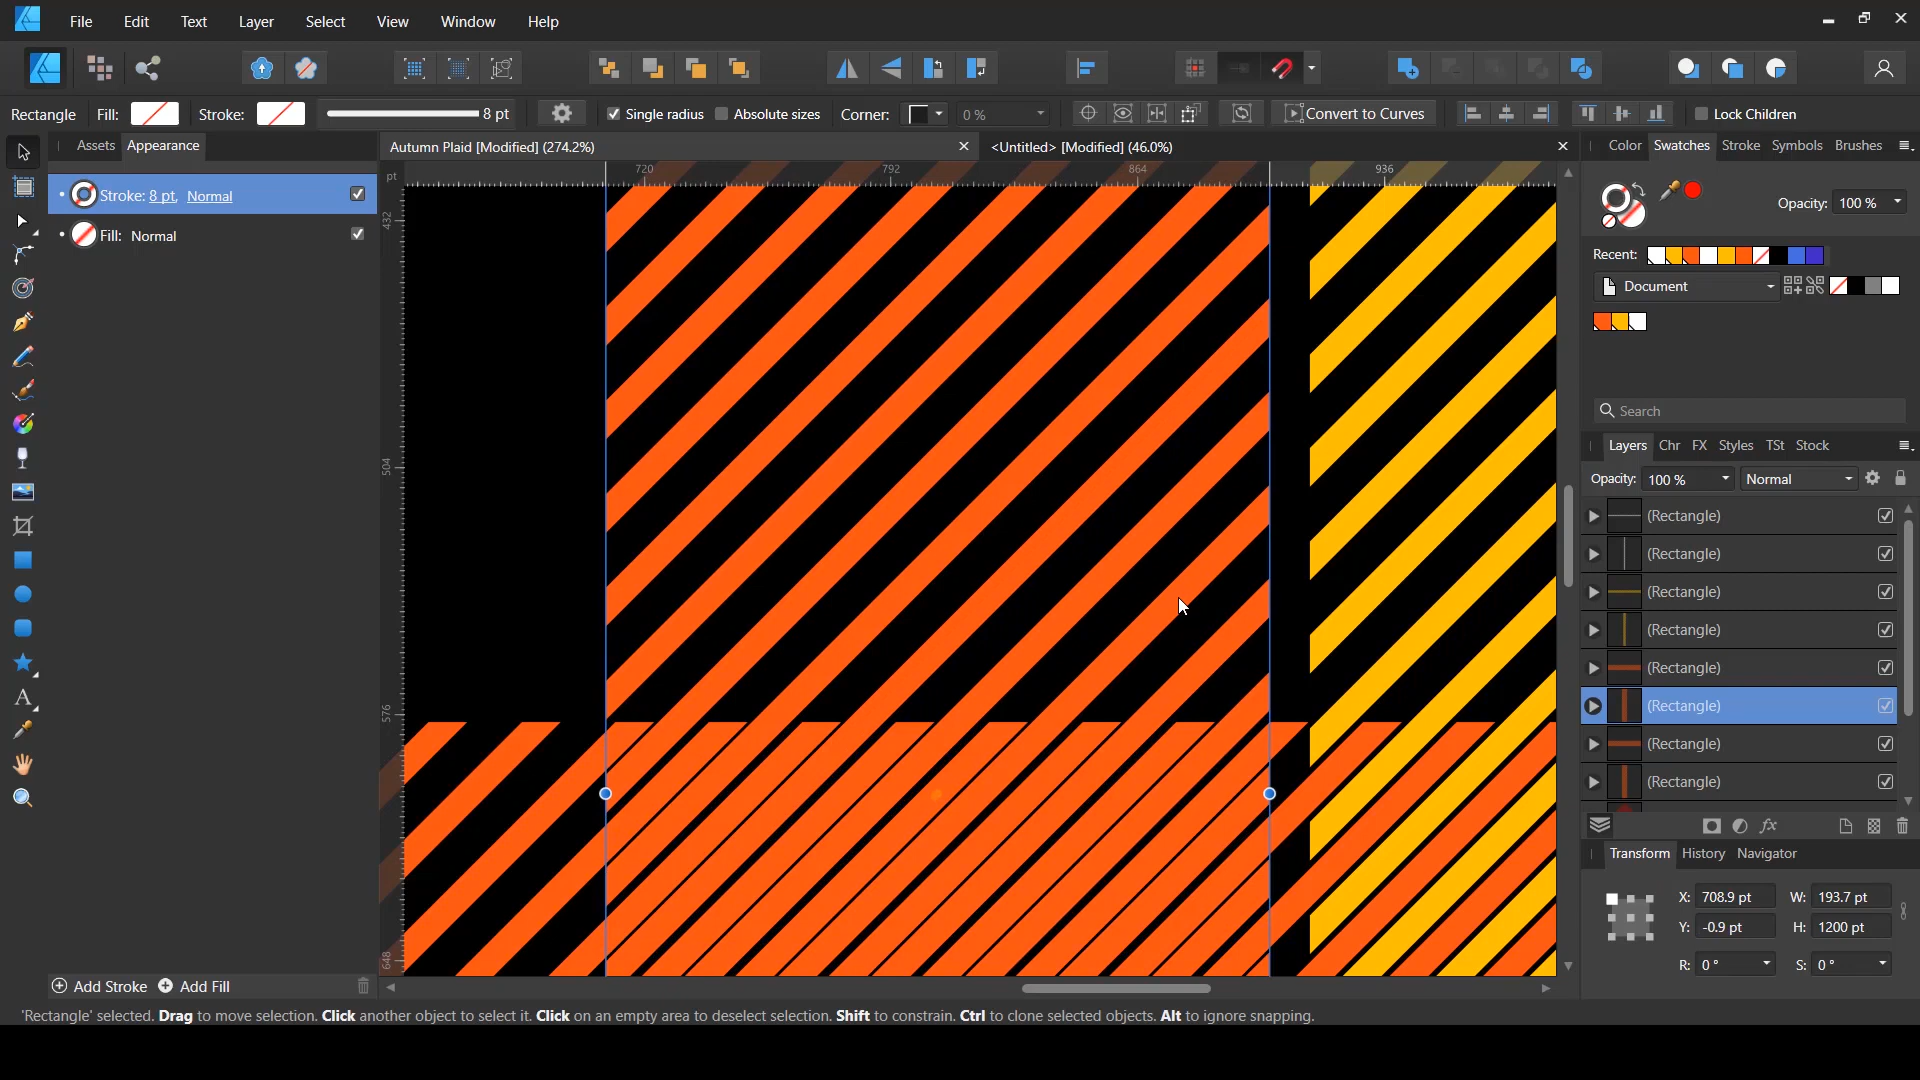 File Edit Text Layer Select View Window Help
Rectangle Fill: Stroke: 8 pt Single radius Absolute sizes Corner: 0 % Convert to Curves Lock Children
Assets Appearance
Autumn Plaid [Modified] (274.2%)
<Untitled> [Modified] (46.0%)
Color Swatches Stroke Symbols Brushes
pt 720 792 864 936
Stroke: 8 pt, Normal
Fill: Normal
Opacity: 100 %
Recent:
Document
Search
432
504
576
648
Layers Chr FX Styles TSt Stock
Opacity: 100 % Normal
(Rectangle)
(Rectangle)
(Rectangle)
(Rectangle)
(Rectangle)
(Rectangle)
(Rectangle)
(Rectangle)
Transform History Navigator
X: 708.9 pt W: 193.7 pt
Y: -0.9 pt H: 1200 pt
R: 0 ° S: 0 °
Add Stroke Add Fill
'Rectangle' selected. Drag to move selection. Click another object to select it. Click on an empty area to deselect selection. Shift to constrain. Ctrl to clone selected objects. Alt to ignore snapping.